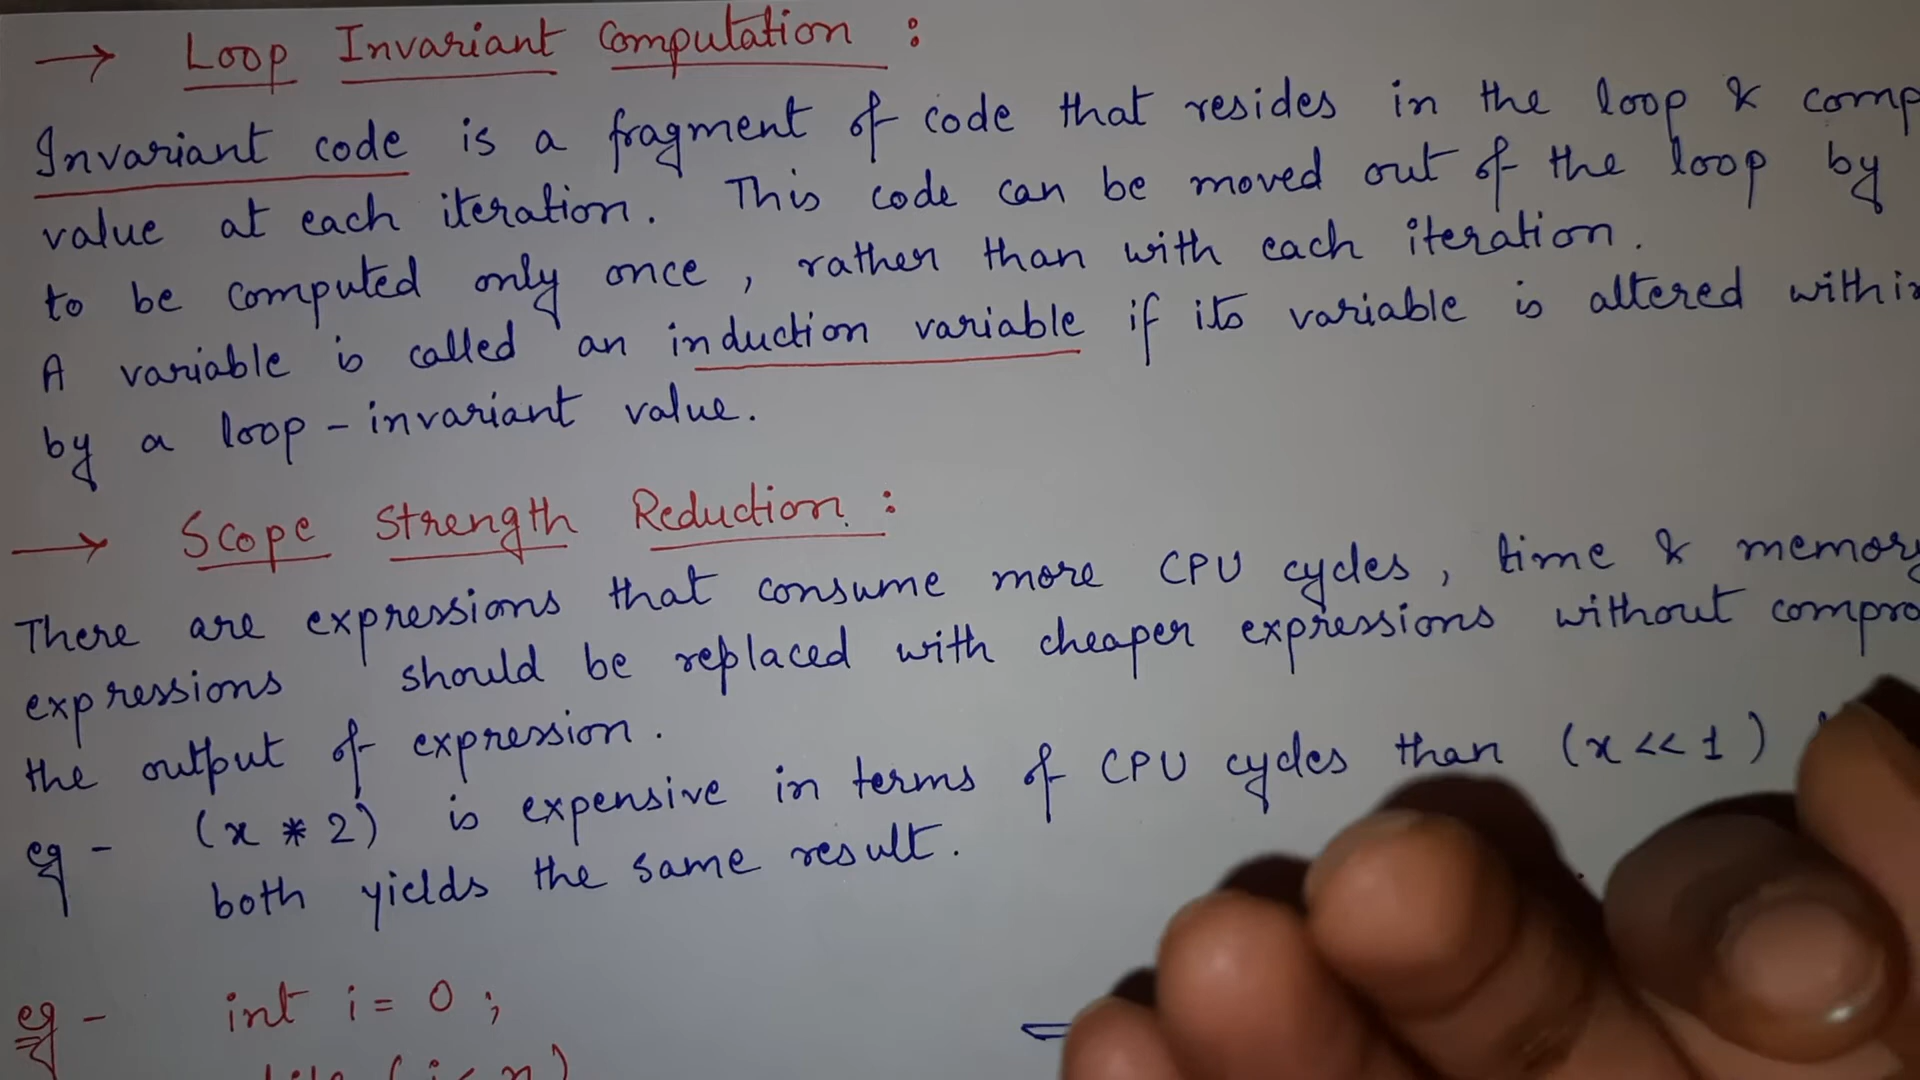 → Loop Invariant Computation :
Invariant code is a fragment of code that resides in the loop & comp
value at each iteration. This code can be moved out of the loop by
to be computed only once, rather than with each iteration.
A variable is called an induction variable if its variable is altered within
by a loop-invariant value.
→ Scope Strength Reduction :
There are expressions that consume more CPU cycles, time & memory
expressions should be replaced with cheaper expressions without compro
the output of expression.
eg - (x * 2) is expensive in terms of CPU cycles than (x << 1)
both yields the same result.
eg - int i = 0 ;
(i < n)